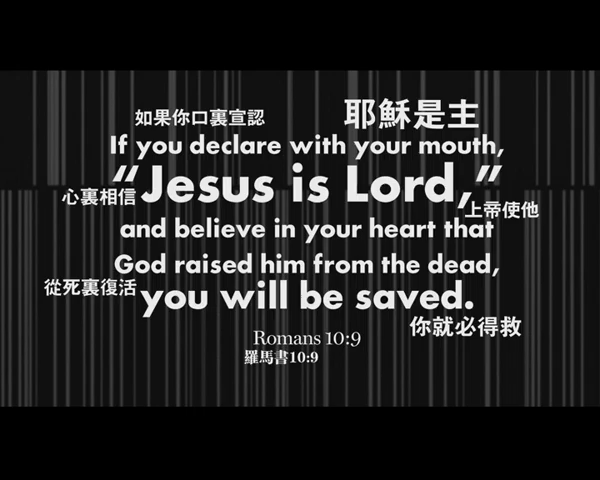 如果你口裏宣認
耶穌是主
If you declare with your mouth,
“Jesus is Lord,”
心裏相信
上帝使他
and believe in your heart that
God raised him from the dead,
從死裏復活
you will be saved.
你就必得救
Romans 10:9
羅馬書10:9